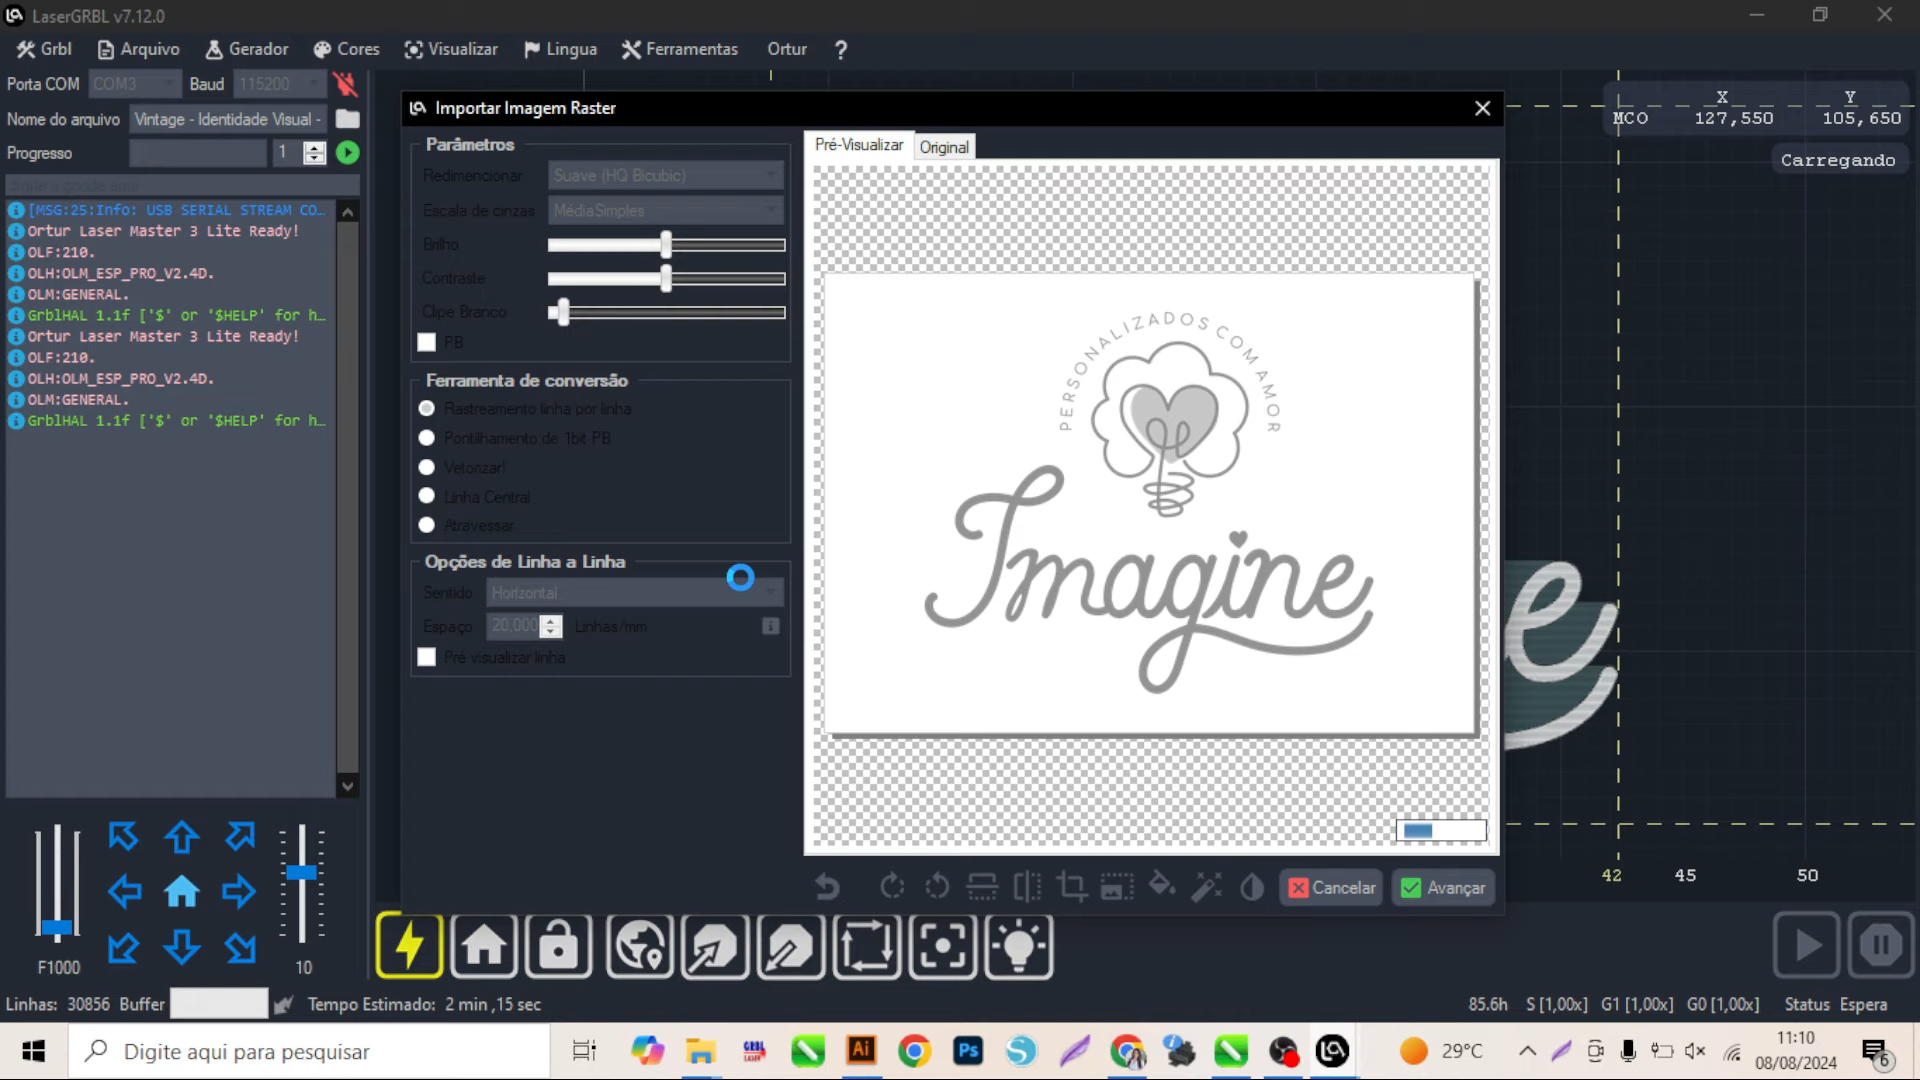 LaserGRBL v7.12.0
Grbl Arquivo Gerador Cores Visualizar Lingua Ferramentas Ortur ?
Porta COM COM3 Baud 115200
Nome do arquivo Vintage - Identidade Visual -
Progresso 1
[MSG:25:Info: USB SERIAL STREAM CO...
Ortur Laser Master 3 Lite Ready!
OLF:210.
OLH:OLM_ESP_PRO_V2.4D.
OLM:GENERAL.
GrblHAL 1.1f ['$' or '$HELP' for h...
Ortur Laser Master 3 Lite Ready!
OLF:210.
OLH:OLM_ESP_PRO_V2.4D.
OLM:GENERAL.
GrblHAL 1.1f ['$' or '$HELP' for h...
F1000 10
Linhas: 30856 Buffer Tempo Estimado: 2 min ,15 sec
Importar Imagem Raster
Parâmetros
Redimencionar Suave (HQ Bicubic)
Escala de cinzas MédiaSimples
Brilho
Contraste
Clipe Branco
PB
Ferramenta de conversão
Rastreamento linha por linha
Pontilhamento de 1bit PB
Vetorizar!
Linha Central
Atravessar
Opções de Linha a Linha
Sentido Horizontal
Espaço 20,000 Linhas/mm
Pré visualizar linha
Pré-Visualizar Original
PERSONALIZADOS COM AMOR
Imagine
Cancelar Avançar
X Y
MCO 127,550 105,650
Carregando
e
42 45 50
85.6h S [1,00x] G1 [1,00x] G0 [1,00x] Status Espera
Digite aqui para pesquisar
GRBL
LASER
Ai
Ps
29°C
11:10
08/08/2024
6